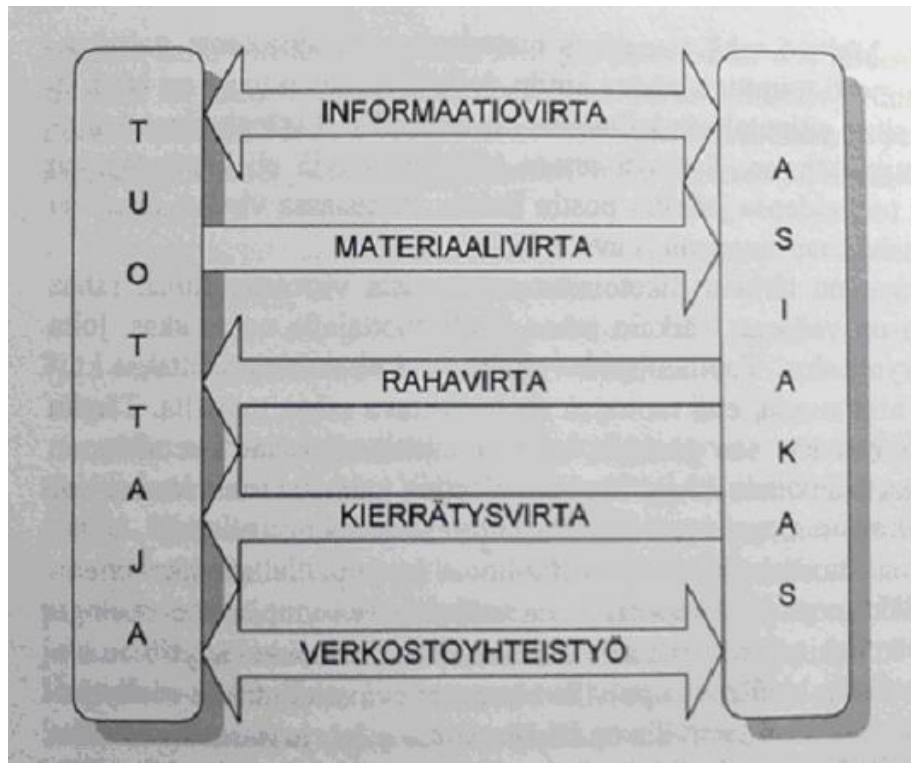 TUOTTAJA
INFORMAATIOVIRTA
MATERIAALIVIRTA
RAHAVIRTA
KIERRÄTYSVIRTA
VERKOSTOYHTEISTYÖ
ASIAKAS